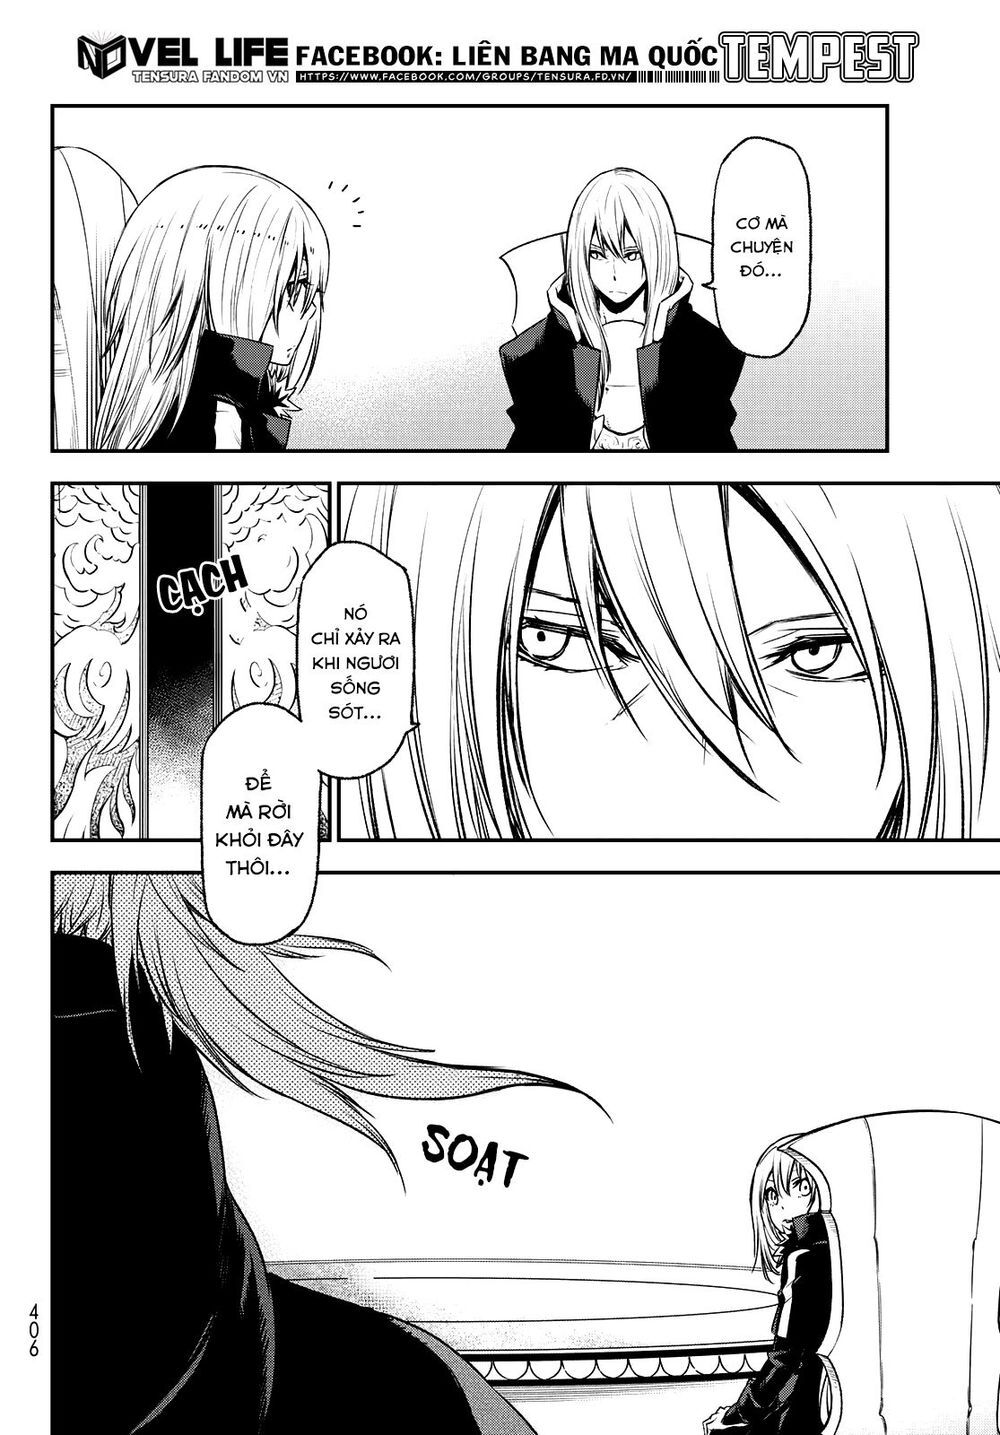 NOVEL LIFE
TENSURA FANDOM VN
FACEBOOK: LIÊN BANG MA QUỐC
TEMPEST
HTTPS://WWW.FACEBOOK.COM/GROUPS/TENSURA.FD.VN/
CƠ MÀ
CHUYỆN
ĐÓ...
CẠCH
NÓ
CHỈ XẢY RA
KHI NGƯƠI
SỐNG
SÓT...
ĐỂ
MÀ RỜI
KHỎI ĐÂY
THÔI...
SOẠT
406